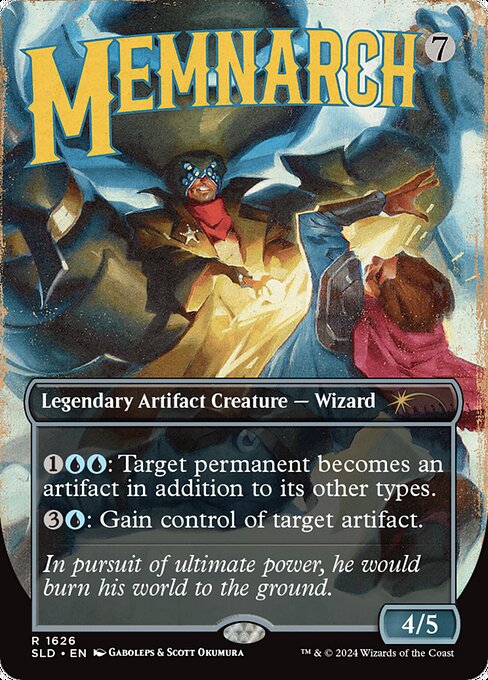 MEMNARCH
7
Legendary Artifact Creature — Wizard
1: Target permanent becomes an
artifact in addition to its other types.
3: Gain control of target artifact.
In pursuit of ultimate power, he would
burn his world to the ground.
4/5
R 1626
SLD • EN Gaboleps & Scott Okumura
™ & © 2024 Wizards of the Coast